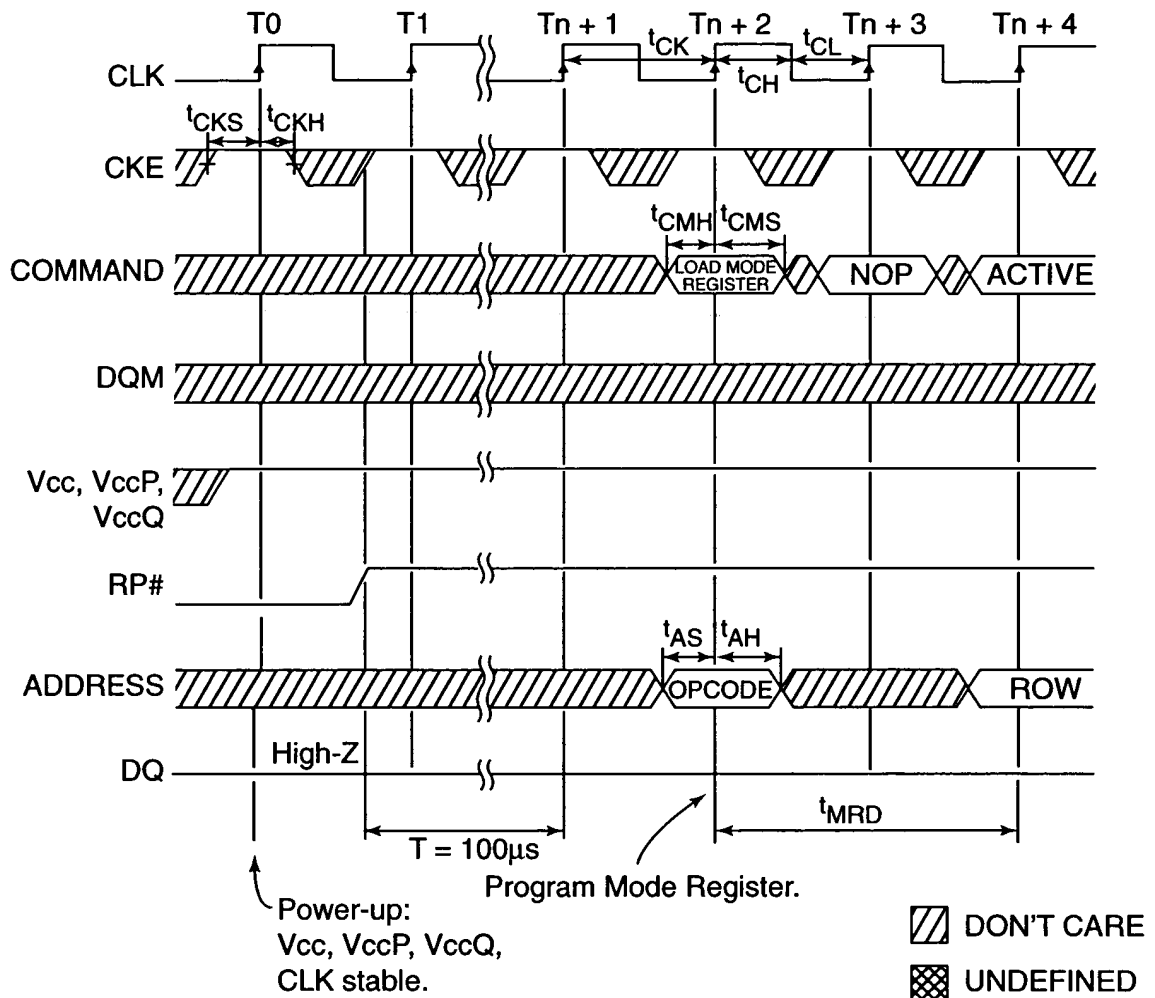 T0 T1 Tn + 1 Tn + 2 Tn + 3 Tn + 4
tCK tCL
CLK
tCH
tCKS tCKH
CKE
tCMH tCMS
COMMAND
LOAD MODE
REGISTER
NOP
ACTIVE
DQM
Vcc, VccP,
VccQ
RP#
tAS tAH
ADDRESS
OPCODE
ROW
High-Z
DQ
tMRD
T = 100µs
Program Mode Register.
Power-up:
Vcc, VccP, VccQ,
CLK stable.
DON'T CARE
UNDEFINED